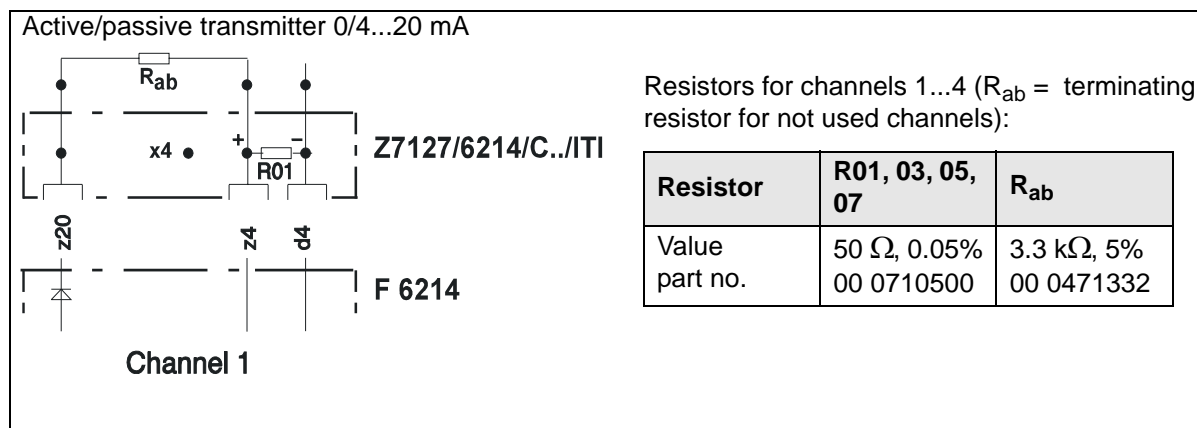 Active/passive transmitter 0/4...20 mA
Rab
x4
+
–
R01
Z7127/6214/C../ITI
z20
z4
d4
F 6214
Channel 1
Resistors for channels 1...4 (Rab = terminating
resistor for not used channels):
Resistor R01, 03, 05, Rab
07
Value 50 Ω, 0.05% 3.3 kΩ, 5%
part no. 00 0710500 00 0471332